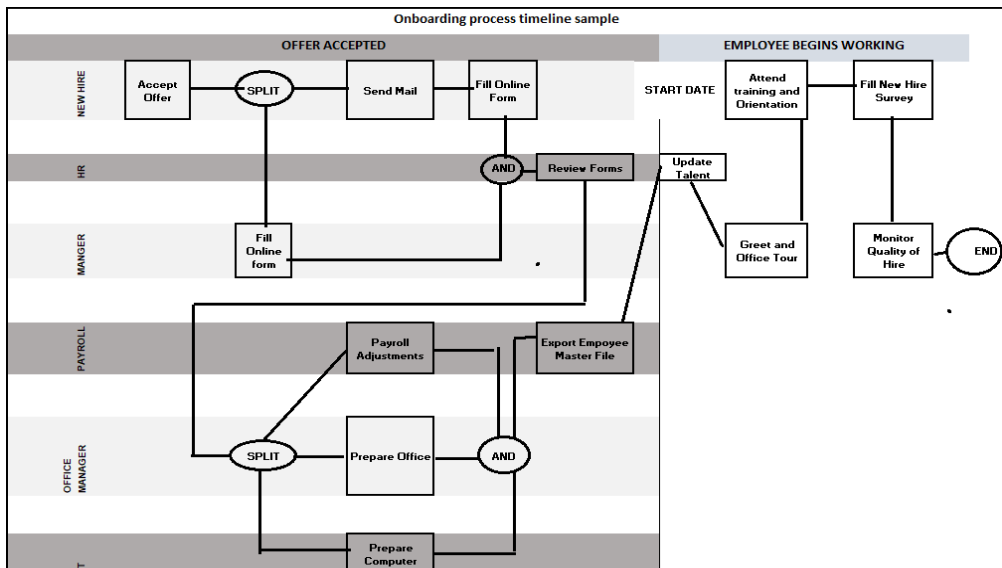 Onboarding process timeline sample
OFFER ACCEPTED
EMPLOYEE BEGINS WORKING
NEW HIRE
Accept
Offer
SPLIT
Send Mail
Fill Online
Form
START DATE
Attend
training and
Orientation
Fill New Hire
Survey
HR
AND
Review Forms
Update
Talent
MANGER
Fill
Online
form
Greet and
Office Tour
Monitor
Quality of
Hire
END
PAYROLL
Payroll
Adjustments
Export Empoyee
Master File
OFFICE
MANAGER
SPLIT
Prepare Office
AND
Prepare
Computer